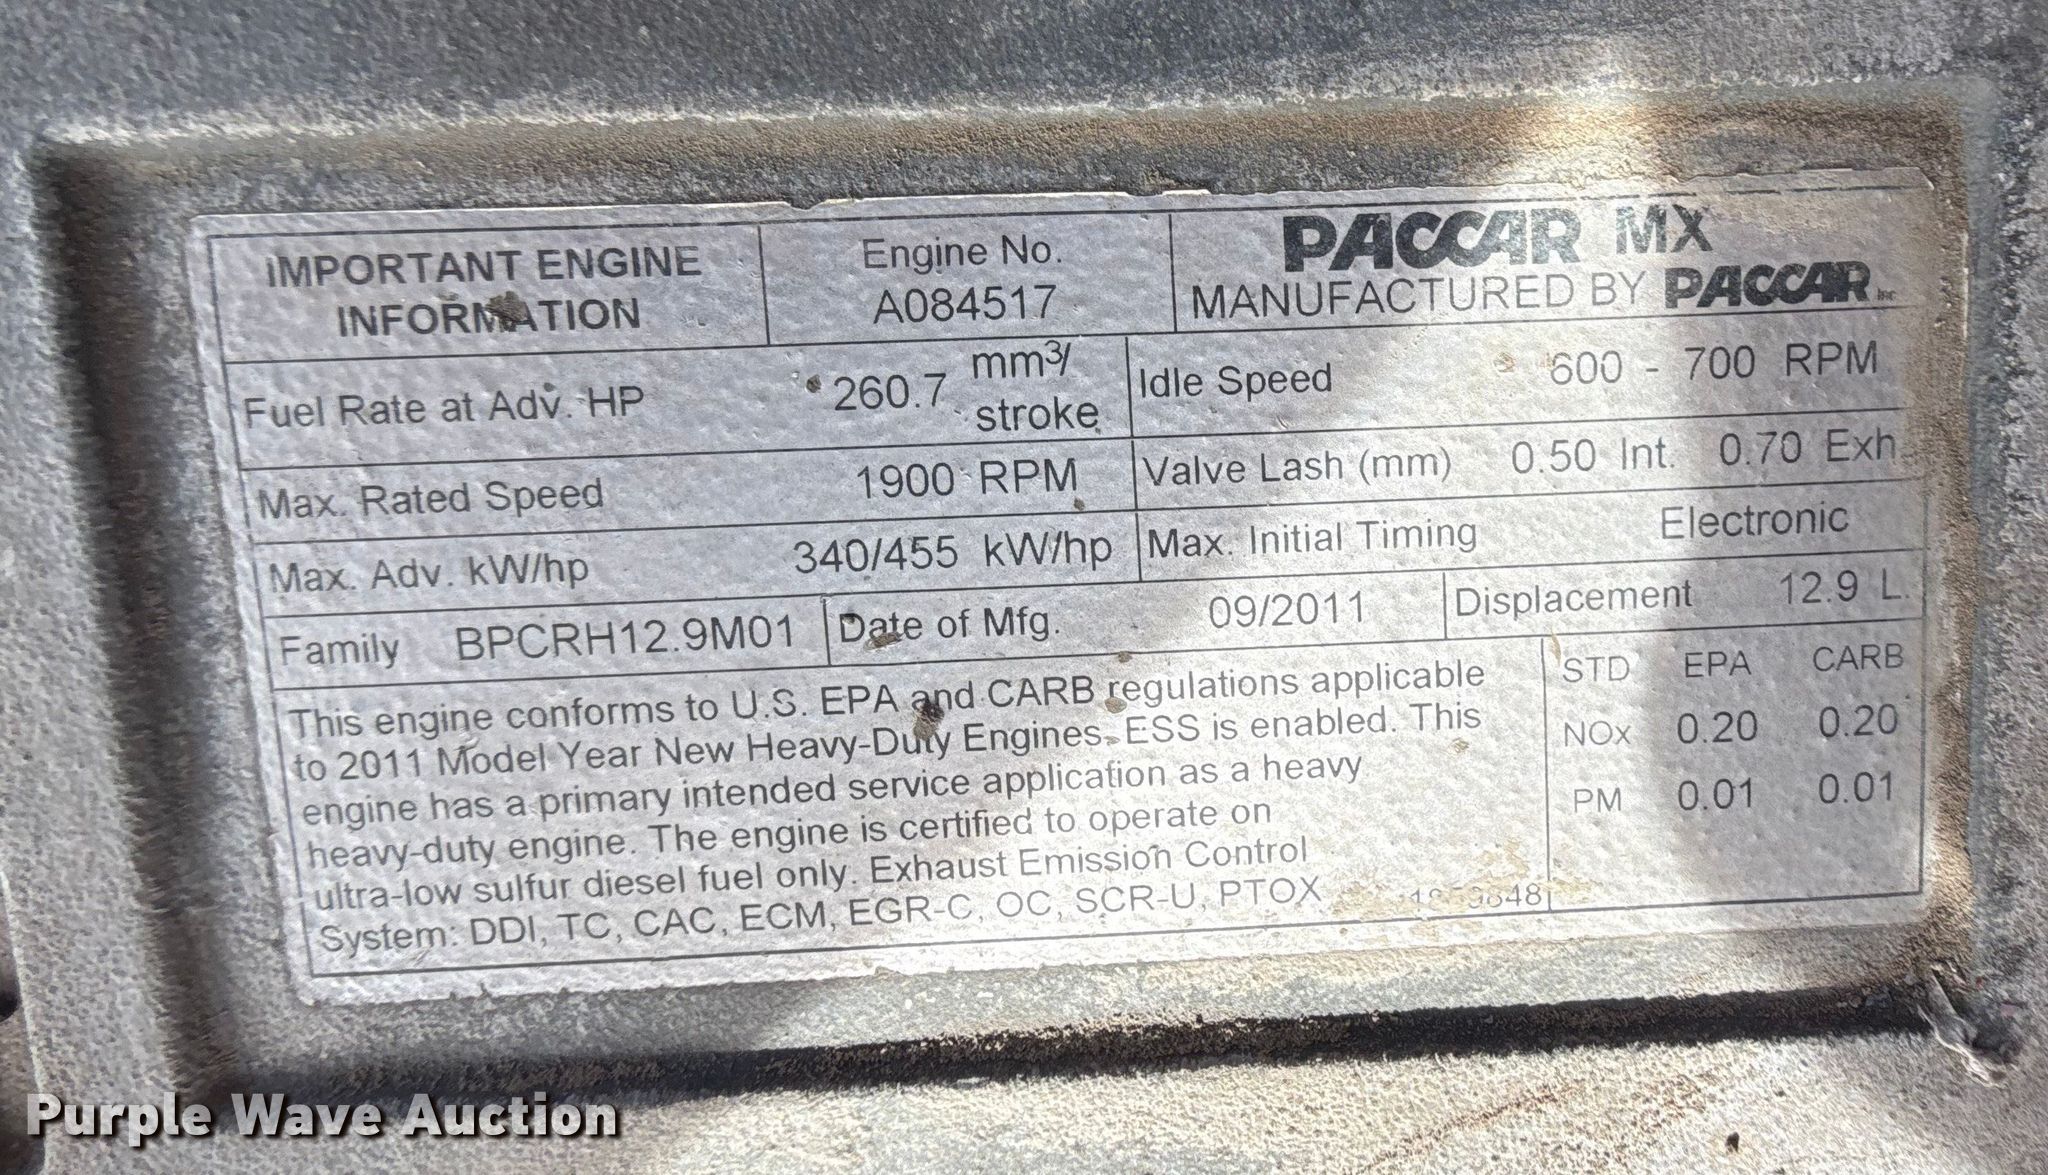 IMPORTANT ENGINE
INFORMATION
Engine No.
A084517
PACCAR MX
MANUFACTURED BY PACCAR Inc
Fuel Rate at Adv. HP 260.7 mm3/
stroke
Idle Speed 600 - 700 RPM
Max. Rated Speed 1900 RPM
Valve Lash (mm) 0.50 Int. 0.70 Exh.
Max. Adv. kW/hp 340/455 kW/hp
Max. Initial Timing Electronic
Family BPCRH12.9M01
Date of Mfg. 09/2011
Displacement 12.9 L.
This engine conforms to U.S. EPA and CARB regulations applicable
to 2011 Model Year New Heavy-Duty Engines. ESS is enabled. This
engine has a primary intended service application as a heavy
heavy-duty engine. The engine is certified to operate on
ultra-low sulfur diesel fuel only. Exhaust Emission Control
System: DDI, TC, CAC, ECM, EGR-C, OC, SCR-U, PTOX
STD EPA CARB
NOx 0.20 0.20
PM 0.01 0.01
Purple Wave Auction